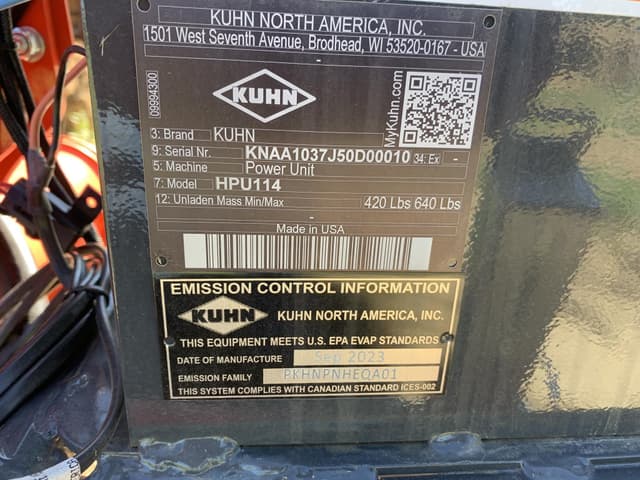 KUHN NORTH AMERICA, INC.
1501 West Seventh Avenue, Brodhead, WI 53520-0167 - USA
-
09994300
KUHN
MyKuhn.com
3: Brand KUHN
9: Serial Nr. KNAA1037J50D00010 34: Ex -
5: Machine Power Unit
7: Model HPU114
12: Unladen Mass Min/Max 420 Lbs 640 Lbs
-
Made in USA
EMISSION CONTROL INFORMATION
KUHN KUHN NORTH AMERICA, INC.
THIS EQUIPMENT MEETS U.S. EPA EVAP STANDARDS
DATE OF MANUFACTURE Sep 2023
EMISSION FAMILY PKHNPNHEQA01
THIS SYSTEM COMPLIES WITH CANADIAN STANDARD ICES-002